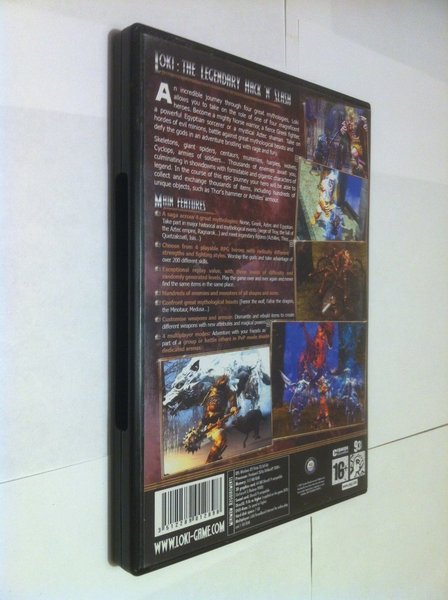 LOKI: THE LEGENDARY HACK N SLASH
An incredible journey through four great mythologies, Loki
allows you to take on the role of one of four magnificent
heroes. Become a mighty Norse warrior, a fierce Greek fighter,
a powerful Egyptian sorcerer or a mystical Aztec shaman. Take on
hordes of evil minions, battle against great mythological beasts and
defy the gods in an adventure bristling with rage and fury!
Skeletons, giant spiders, centaurs, mummies, harpies, wolves,
Cyclops, armies of soldiers... Thousands of enemies await you
culminating in showdowns with formidable and gigantic characters of
legend. In the course of this epic journey your hero will be able to
collect and exchange thousands of items, including hundreds of
unique objects, such as Thor's hammer or Achilles' armour.
MAIN FEATURES
A saga across 4 great mythologies: Norse, Greek, Aztec and Egyptian.
Take part in major historical and mythological events (siege of Troy, the fall of
the Aztec empire, Ragnarok...) and meet legendary figures (Achilles, Thor,
Quetzalcoatl, Isis...)
Choose from 4 playable RPG heroes with radically different
strengths and fighting styles. Worship the gods and take advantage of
over 200 different skills.
Exceptional replay value, with three levels of difficulty and
randomly generated levels. Play the game over and over again and never
find the same items in the same place.
Hundreds of enemies and monsters of all shapes and sizes.
Confront great mythological beasts (Fenrir the wolf, Fafnir the dragon,
the Minotaur, Medusa...)
Customise weapons and armour. Dismantle and rebuild items to create
different weapons with new attributes and magical powers.
4 multiplayer modes: Adventure with your friends as
part of a group or battle others in PvP mode inside
dedicated arenas.
MINIMUM REQUIREMENTS
16+
WWW.LOKI-GAME.COM